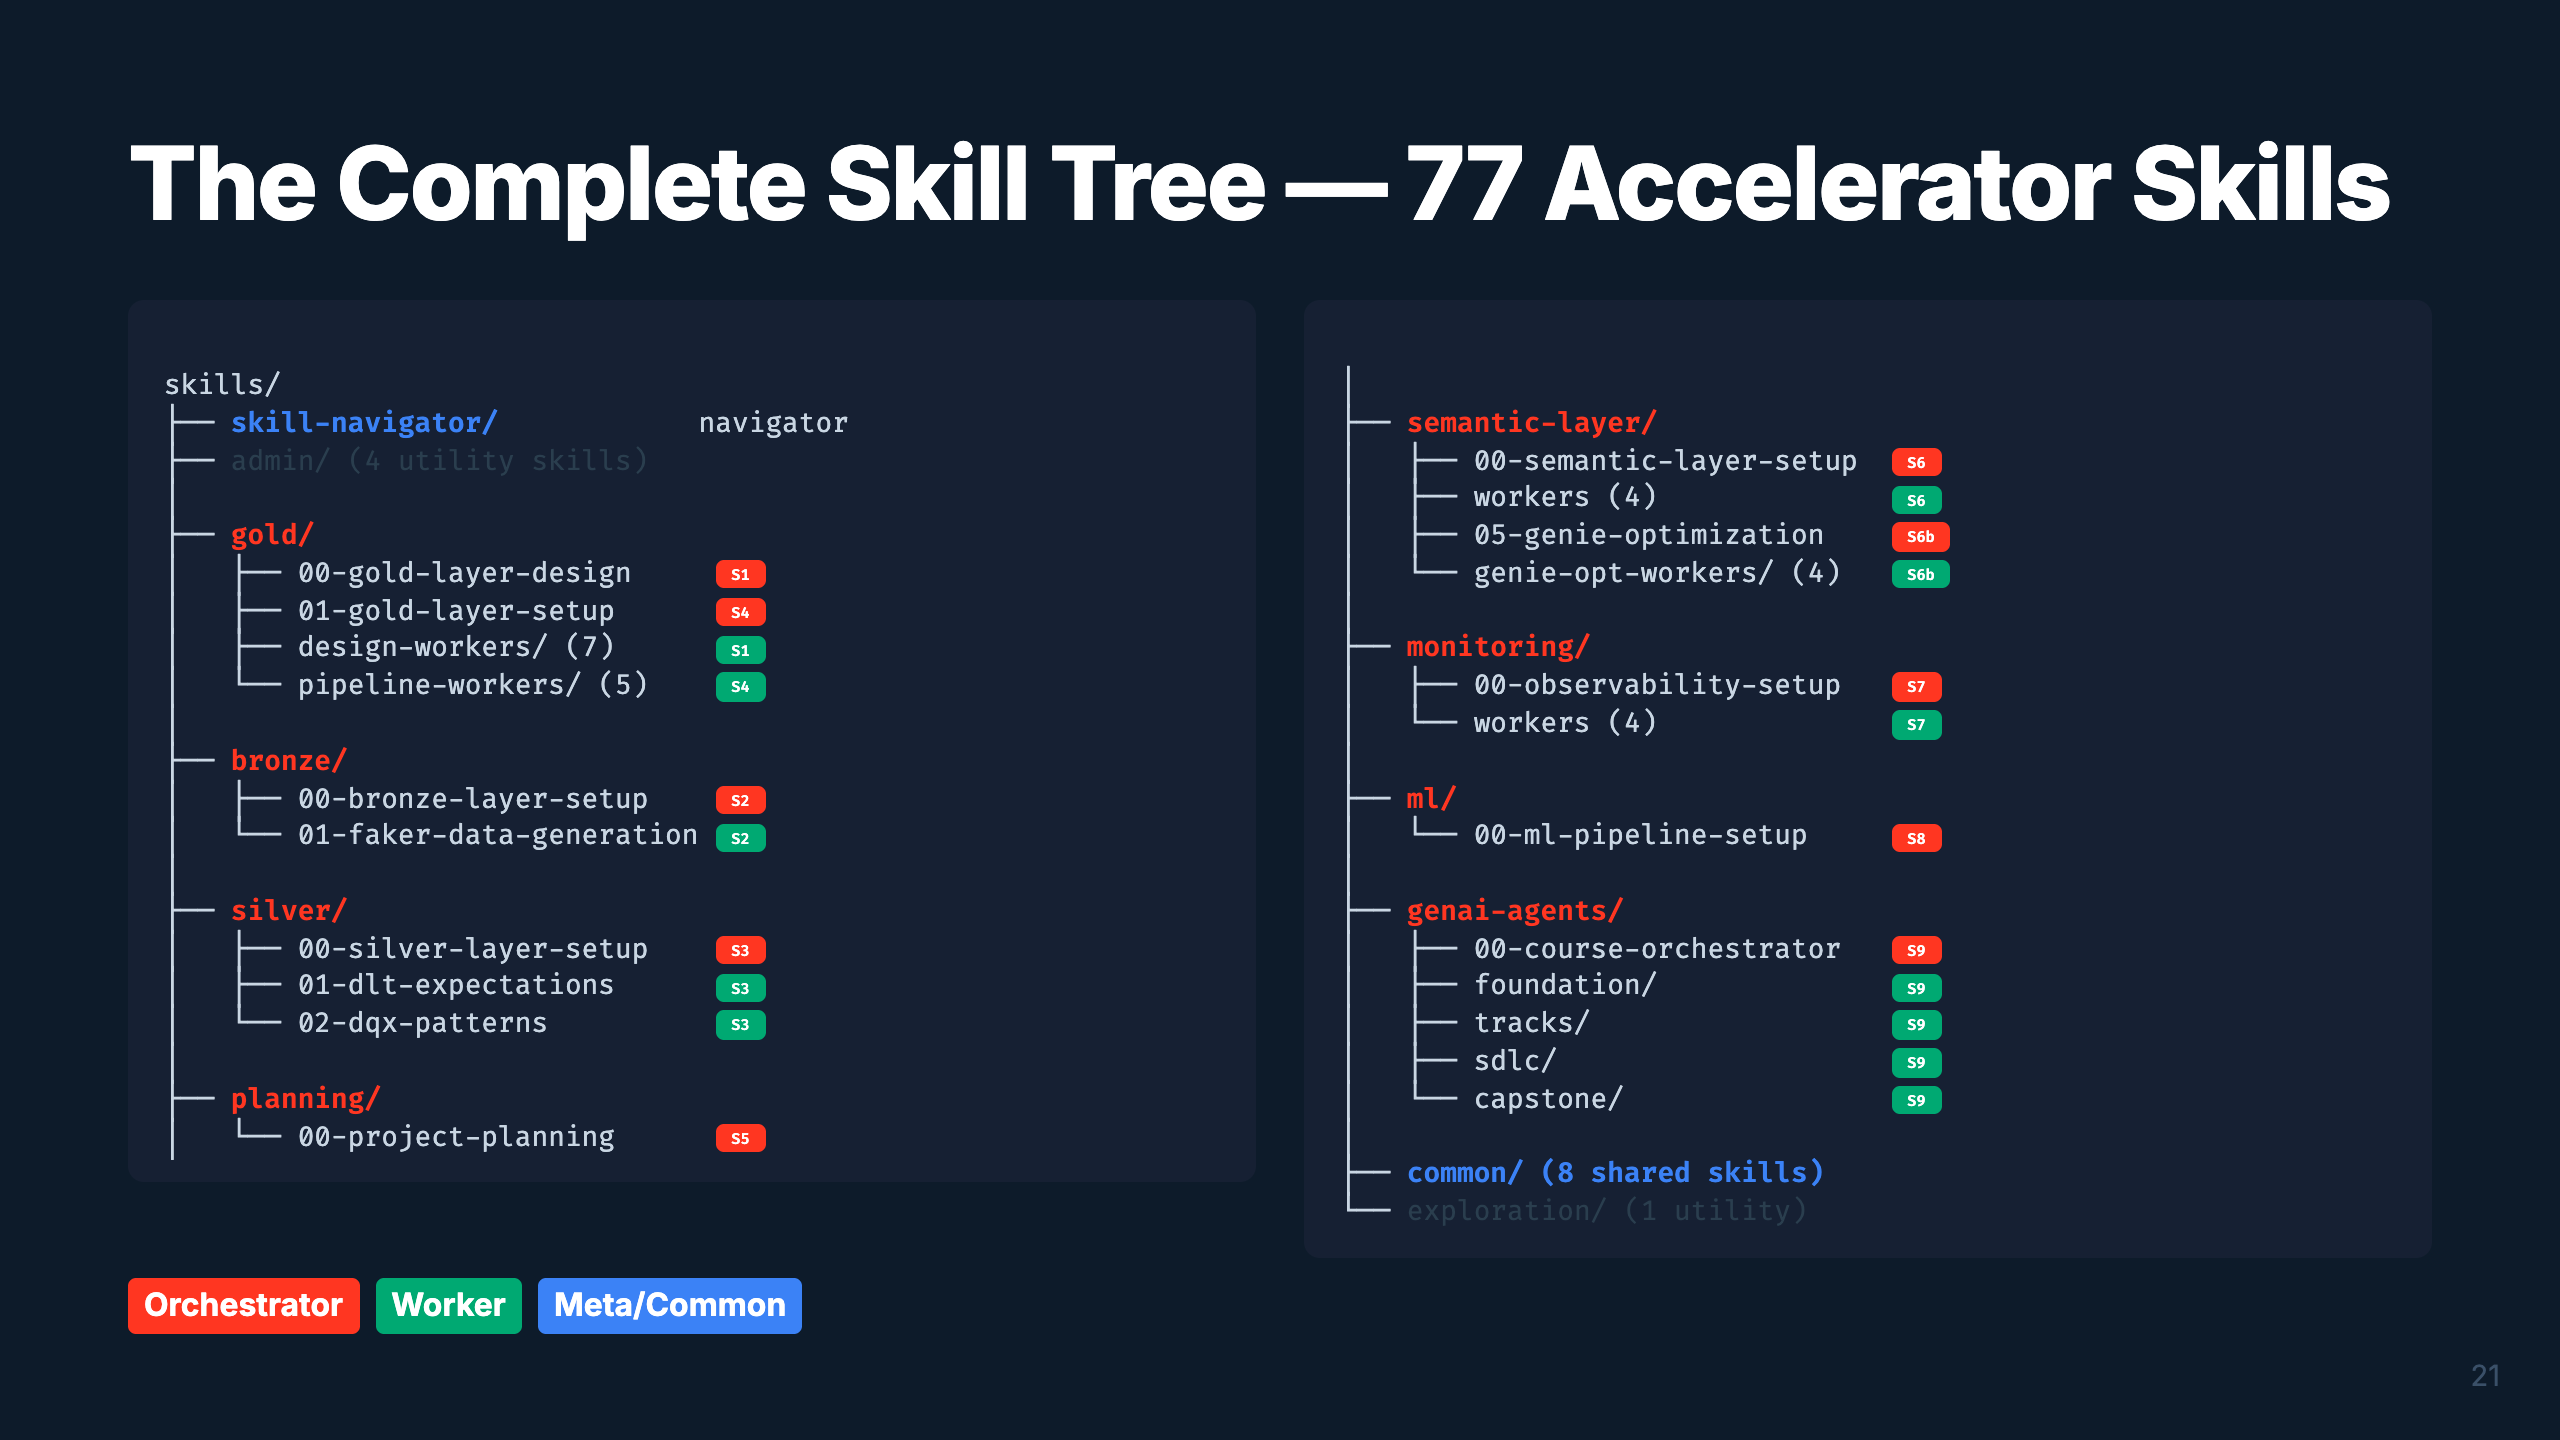 The Complete Skill Tree — 77 Accelerator Skills
skills/
├── skill-navigator/ navigator
├── admin/ (4 utility skills)
│
├── gold/
│   ├── 00-gold-layer-design S1
│   ├── 01-gold-layer-setup S4
│   ├── design-workers/ (7) S1
│   └── pipeline-workers/ (5) S4
│
├── bronze/
│   ├── 00-bronze-layer-setup S2
│   └── 01-faker-data-generation S2
│
├── silver/
│   ├── 00-silver-layer-setup S3
│   ├── 01-dlt-expectations S3
│   └── 02-dqx-patterns S3
│
├── planning/
│   └── 00-project-planning S5
│
├── semantic-layer/
│   ├── 00-semantic-layer-setup S6
│   ├── workers (4) S6
│   ├── 05-genie-optimization S6b
│   └── genie-opt-workers/ (4) S6b
│
├── monitoring/
│   ├── 00-observability-setup S7
│   └── workers (4) S7
│
├── ml/
│   └── 00-ml-pipeline-setup S8
│
├── genai-agents/
│   ├── 00-course-orchestrator S9
│   ├── foundation/ S9
│   ├── tracks/ S9
│   ├── sdlc/ S9
│   └── capstone/ S9
│
├── common/ (8 shared skills)
└── exploration/ (1 utility)
Orchestrator Worker Meta/Common
21